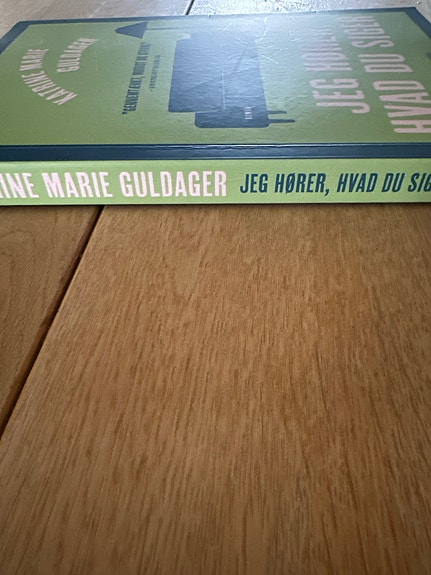 KATRINE MARIE
GULDAGER
JEG HØRER
HVAD DU SIGER
INE MARIE GULDAGER JEG HØRER, HVAD DU SIG